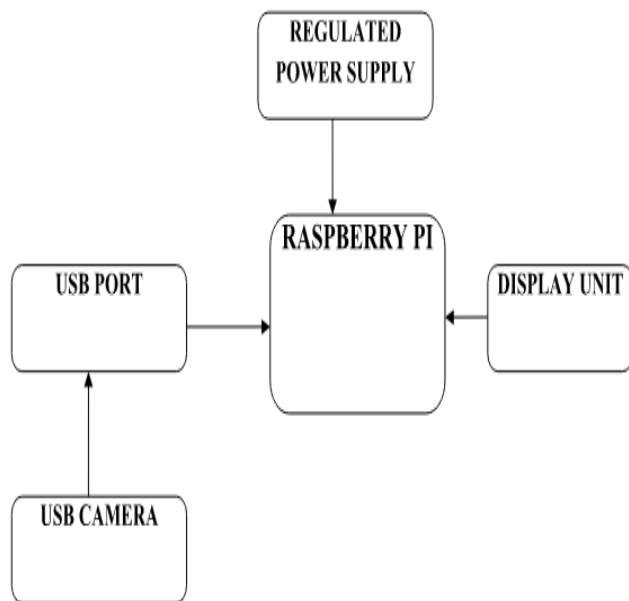 REGULATED
POWER SUPPLY
RASPBERRY PI
USB PORT
DISPLAY UNIT
USB CAMERA